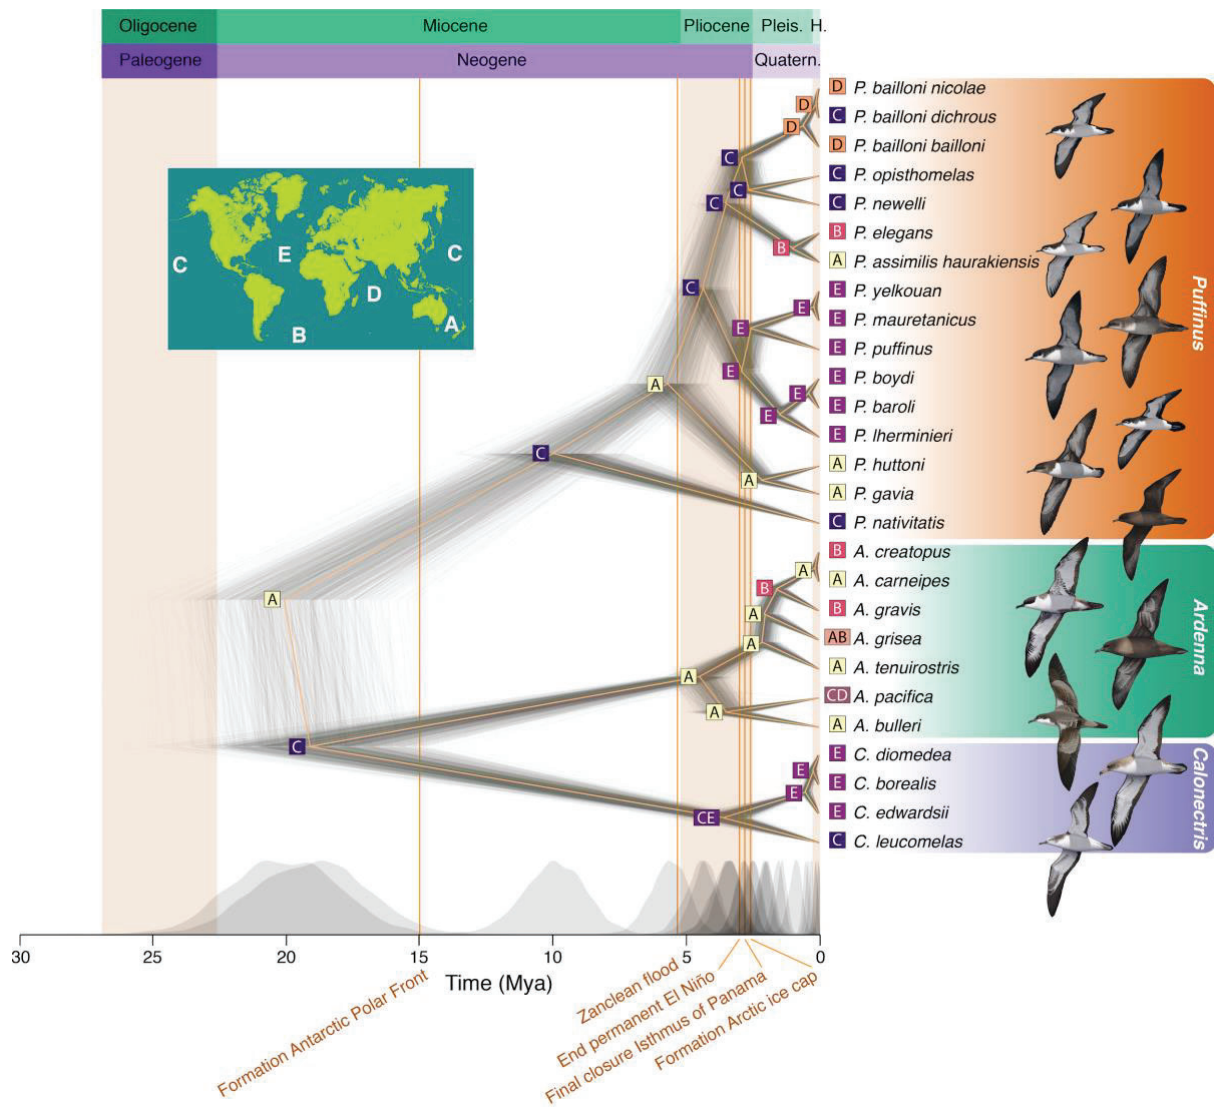 Oligocene Miocene Pliocene Pleis. H.
Paleogene Neogene Quatern.
D P. bailloni nicolae
D
C P. bailloni dichrous
D
D P. bailloni bailloni
C
C P. opisthomelas
C
C P. newelli
C
B P. elegans
B
A P. assimilis haurakiensis
C
E P. yelkouan
E
E P. mauretanicus
E
E P. puffinus
E
E P. boydi
A
E
E P. baroli
E
E P. lherminieri
C
A P. huttoni
A
A P. gavia
C P. nativitatis
Puffinus
E
C
C
D
A
B
B A. creatopus
A
A A. carneipes
B
A
B A. gravis
A
AB A. grisea
A
A A. tenuirostris
A
CD A. pacifica
A
A A. bulleri
Ardenna
C
E C. diomedea
E
E C. borealis
E
E C. edwardsii
CE
C C. leucomelas
Calonectris
30 25 20 15 10 5 0
Time (Mya)
Formation Antarctic Polar Front
Zanclean flood
End permanent El Niño
Final closure Isthmus of Panama
Formation Arctic ice cap